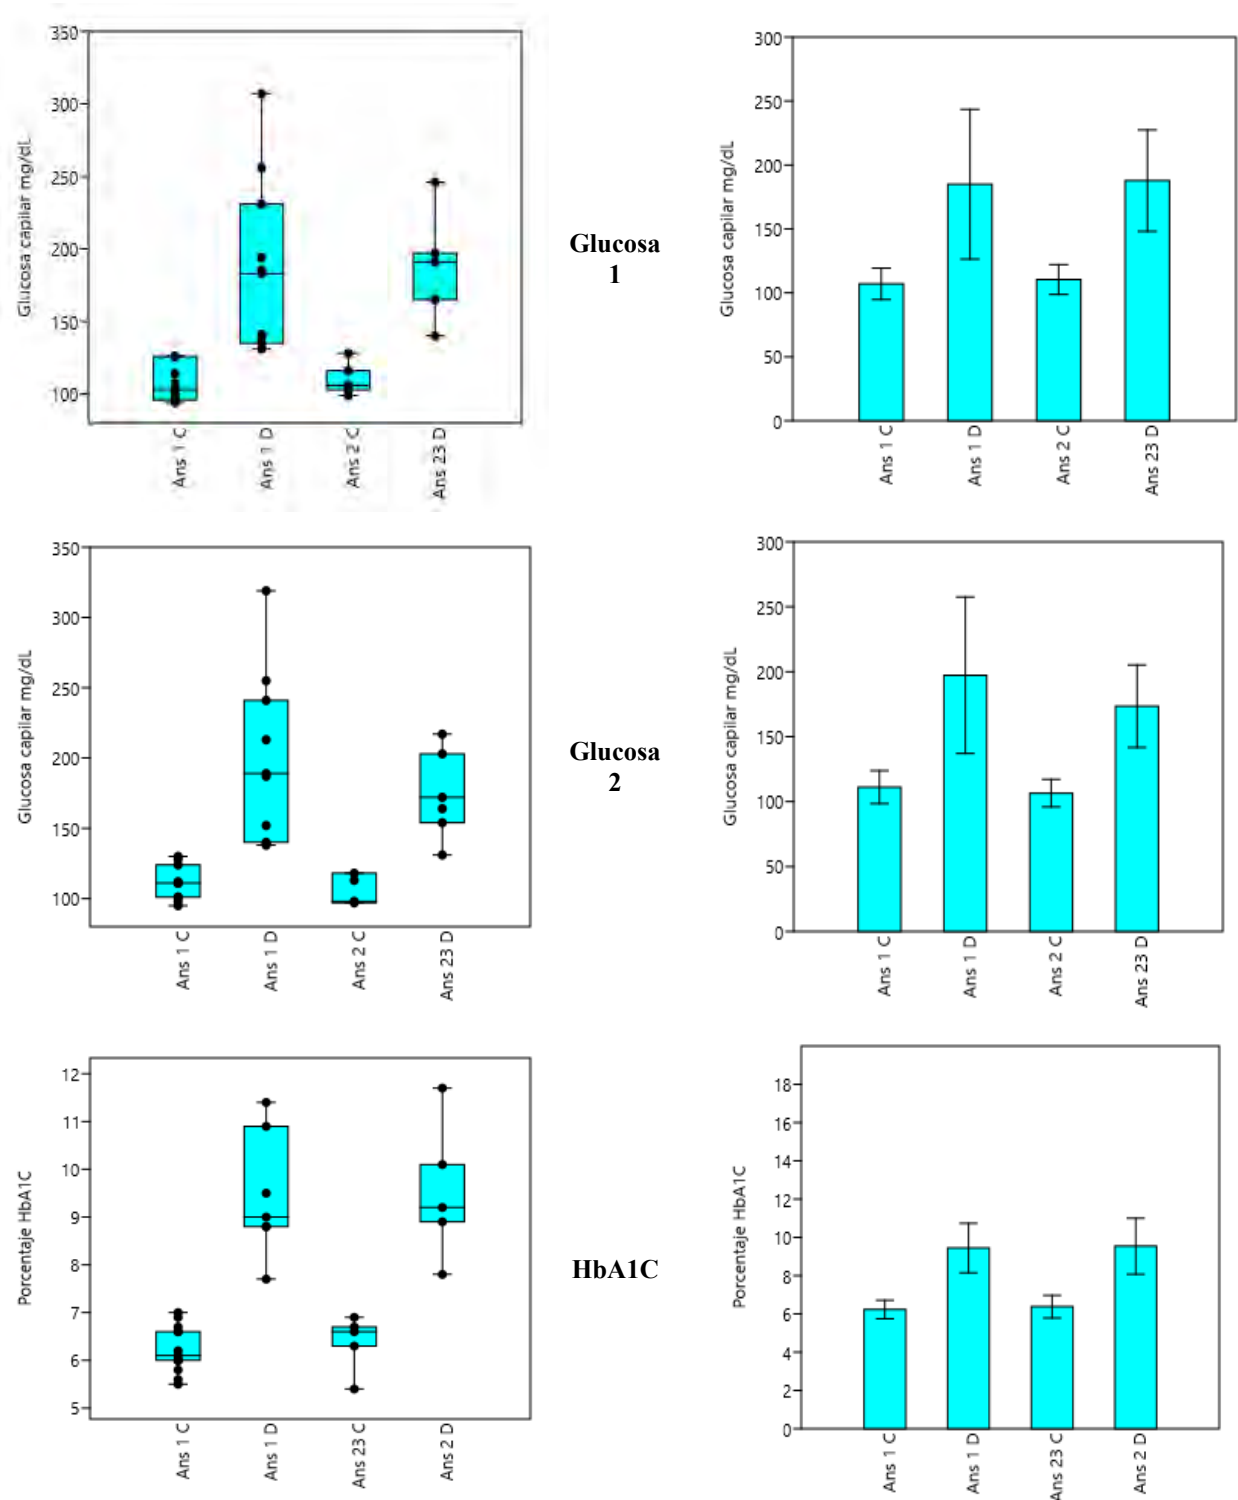 350
300
250
200
150
100
Glucosa capilar mg/dL
Ans 1 C
Ans 1 D
Ans 2 C
Ans 23 D
Glucosa
1
300
250
200
150
100
50
0
Glucosa capilar mg/dL
Ans 1 C
Ans 1 D
Ans 2 C
Ans 23 D
350
300
250
200
150
100
Glucosa capilar mg/dL
Ans 1 C
Ans 1 D
Ans 2 C
Ans 23 D
Glucosa
2
300
250
200
150
100
50
0
Glucosa capilar mg/dL
Ans 1 C
Ans 1 D
Ans 2 C
Ans 23 D
12
11
10
9
8
7
6
5
Porcentaje HbA1C
Ans 1 C
Ans 1 D
Ans 23 C
Ans 2 D
HbA1C
18
16
14
12
10
8
6
4
2
0
Porcentaje HbA1C
Ans 1 C
Ans 1 D
Ans 23 C
Ans 2 D